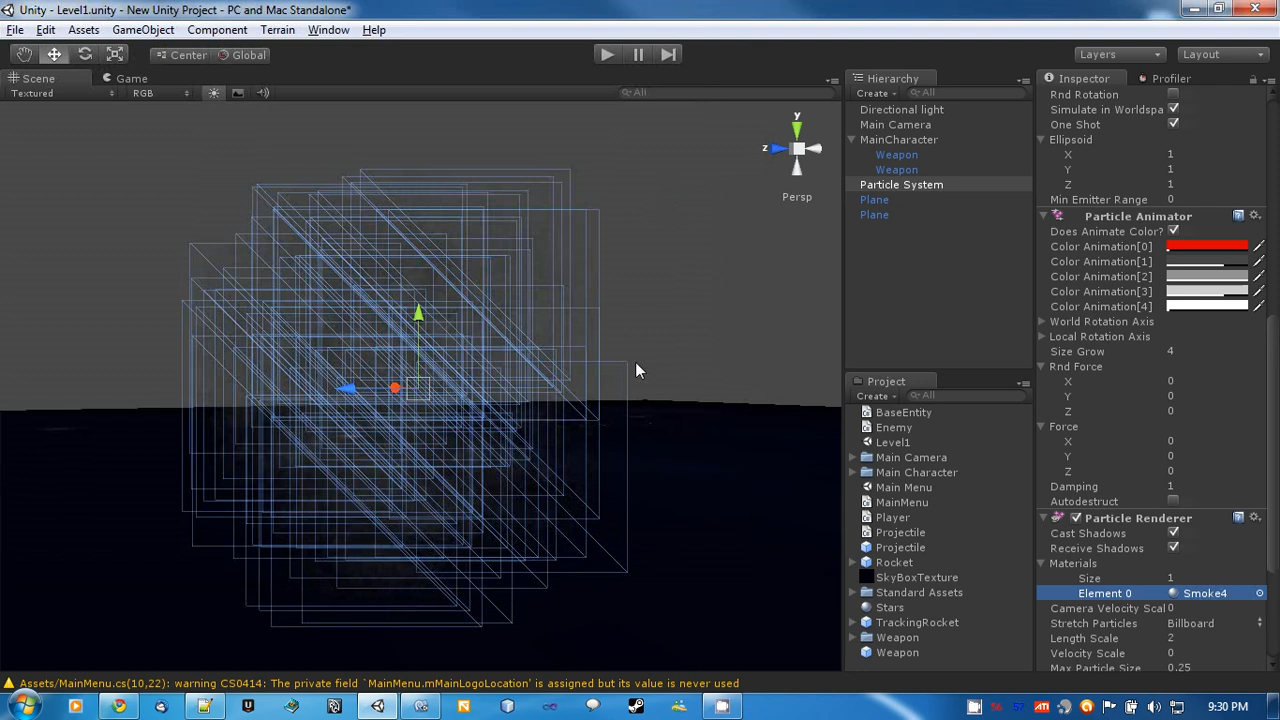 Unity - Level1.unity - New Unity Project - PC and Mac Standalone*
File Edit Assets GameObject Component Terrain Window Help
Center Global
Layers Layout
Scene Game
Textured RGB All
y
z
Persp
Hierarchy
Create All
Directional light
Main Camera
MainCharacter
Weapon
Weapon
Particle System
Plane
Plane
Project
Create All
BaseEntity
Enemy
Level1
Main Camera
Main Character
Main Menu
MainMenu
Player
Projectile
Projectile
Rocket
SkyBoxTexture
Standard Assets
Stars
TrackingRocket
Weapon
Weapon
Inspector Profiler
Rnd Rotation
Simulate in Worldspa
One Shot
Ellipsoid
X 1
Y 1
Z 1
Min Emitter Range 0
Particle Animator
Does Animate Color?
Color Animation[0]
Color Animation[1]
Color Animation[2]
Color Animation[3]
Color Animation[4]
World Rotation Axis
Local Rotation Axis
Size Grow 4
Rnd Force
X 0
Y 0
Z 0
Force
X 0
Y 0
Z 0
Damping 1
Autodestruct
Particle Renderer
Cast Shadows
Receive Shadows
Materials
Size 1
Element 0 Smoke4
Camera Velocity Scal 0
Stretch Particles Billboard
Length Scale 2
Velocity Scale 0
Max Particle Size 0.25
Assets/MainMenu.cs(10,22): warning CS0414: The private field `MainMenu.mMainLogoLocation' is assigned but its value is never used
56 57 ATI 9:30 PM